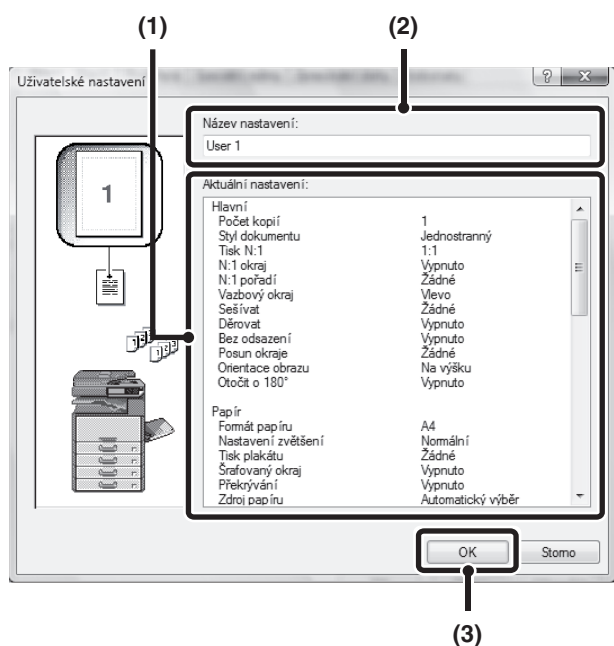 (1)
(2)
Uživatelské nastavení
Název nastavení:
User 1
1
Aktuální nastavení:
Hlavní
Počet kopií 1
Styl dokumentu Jednostranný
Tisk N:1 1:1
N:1 okraj Vypnuto
N:1 pořadí Žádné
Vazbový okraj Vlevo
Sešívat Žádné
Děrovat Vypnuto
Bez odsazení Vypnuto
Posun okraje Žádné
Orientace obrazu Na výšku
Otočit o 180° Vypnuto
Papír
Formát papíru A4
Nastavení zvětšení Normální
Tisk plakátu Žádné
Šrafovaný okraj Vypnuto
Překrývání Vypnuto
Zdroj papíru Automatický výběr
OK
Storno
(3)